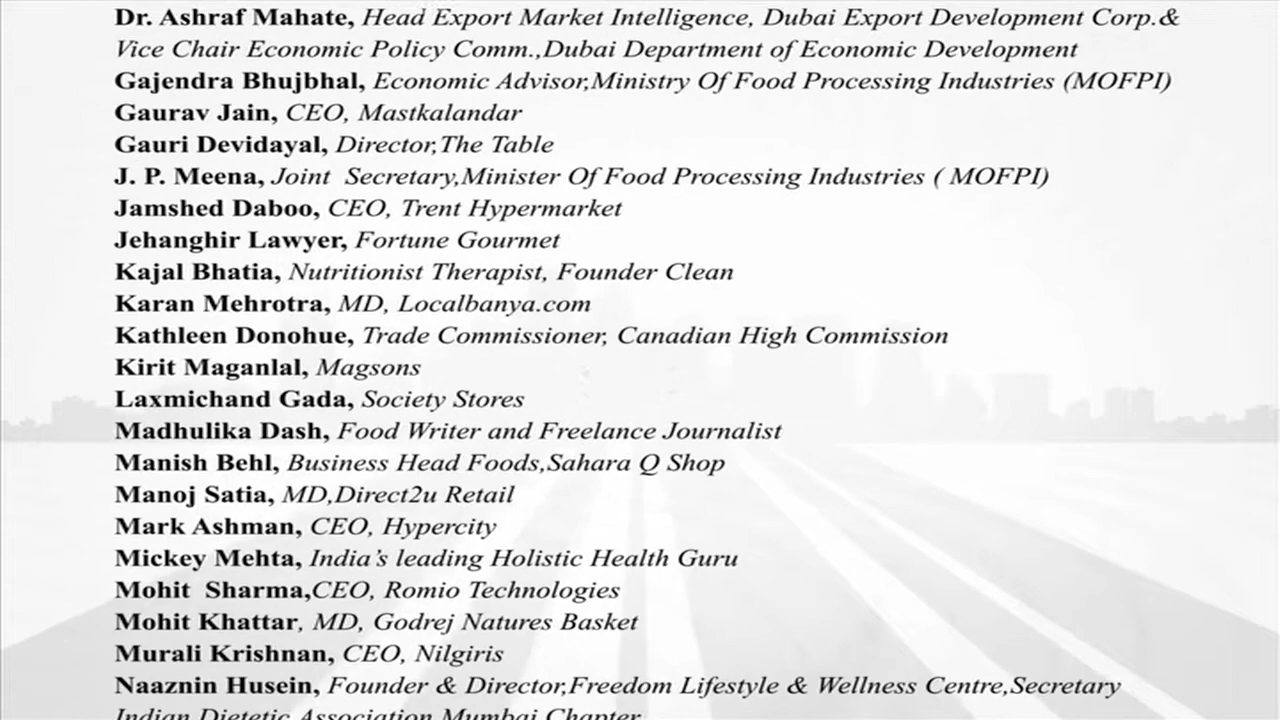 Dr. Ashraf Mahate, Head Export Market Intelligence, Dubai Export Development Corp.&
Vice Chair Economic Policy Comm.,Dubai Department of Economic Development
Gajendra Bhujbhal, Economic Advisor,Ministry Of Food Processing Industries (MOFPI)
Gaurav Jain, CEO, Mastkalandar
Gauri Devidayal, Director,The Table
J. P. Meena, Joint  Secretary,Minister Of Food Processing Industries ( MOFPI)
Jamshed Daboo, CEO, Trent Hypermarket
Jehanghir Lawyer, Fortune Gourmet
Kajal Bhatia, Nutritionist Therapist, Founder Clean
Karan Mehrotra, MD, Localbanya.com
Kathleen Donohue, Trade Commissioner, Canadian High Commission
Kirit Maganlal, Magsons
Laxmichand Gada, Society Stores
Madhulika Dash, Food Writer and Freelance Journalist
Manish Behl, Business Head Foods,Sahara Q Shop
Manoj Satia, MD,Direct2u Retail
Mark Ashman, CEO, Hypercity
Mickey Mehta, India’s leading Holistic Health Guru
Mohit  Sharma,CEO, Romio Technologies
Mohit Khattar, MD, Godrej Natures Basket
Murali Krishnan, CEO, Nilgiris
Naaznin Husein, Founder & Director,Freedom Lifestyle & Wellness Centre,Secretary
Indian Dietetic Association Mumbai Chapter